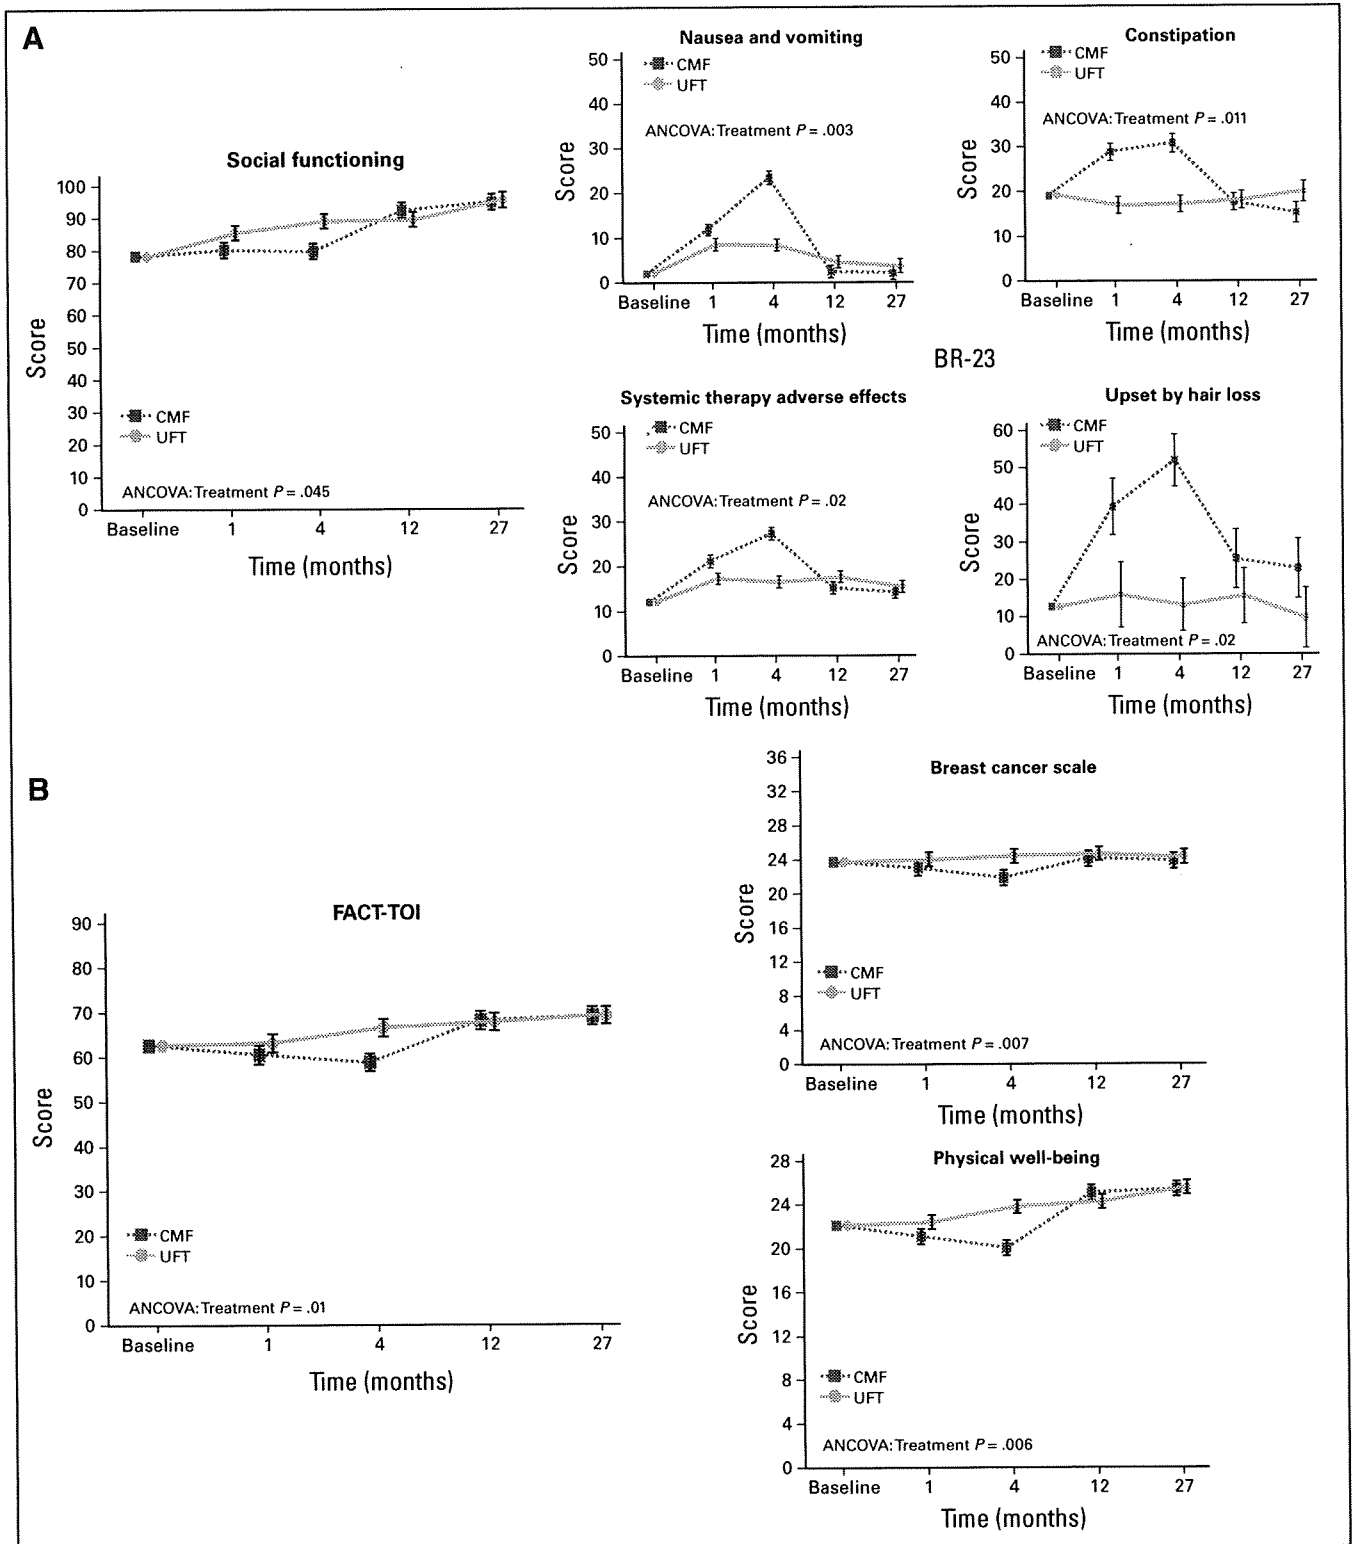 A
Social functioning
100
90
80
70
60
50
40
30
20
10
0
Score
CMF
UFT
ANCOVA: Treatment P = .045
Baseline 1 4 12 27
Time (months)
Nausea and vomiting
50
40
30
20
10
0
Score
CMF
UFT
ANCOVA: Treatment P = .003
Baseline 1 4 12 27
Time (months)
Constipation
50
40
30
20
10
0
Score
CMF
UFT
ANCOVA: Treatment P = .011
Baseline 1 4 12 27
Time (months)
BR-23
Systemic therapy adverse effects
50
40
30
20
10
0
Score
CMF
UFT
ANCOVA: Treatment P = .02
Baseline 1 4 12 27
Time (months)
Upset by hair loss
60
50
40
30
20
10
0
Score
CMF
UFT
ANCOVA: Treatment P = .02
Baseline 1 4 12 27
Time (months)
B
FACT-TOI
90
80
70
60
50
40
30
20
10
0
Score
CMF
UFT
ANCOVA: Treatment P = .01
Baseline 1 4 12 27
Time (months)
Breast cancer scale
36
32
28
24
20
16
12
8
4
0
Score
CMF
UFT
ANCOVA: Treatment P = .007
Baseline 1 4 12 27
Time (months)
Physical well-being
28
24
20
16
12
8
4
0
Score
CMF
UFT
ANCOVA: Treatment P = .006
Baseline 1 4 12 27
Time (months)